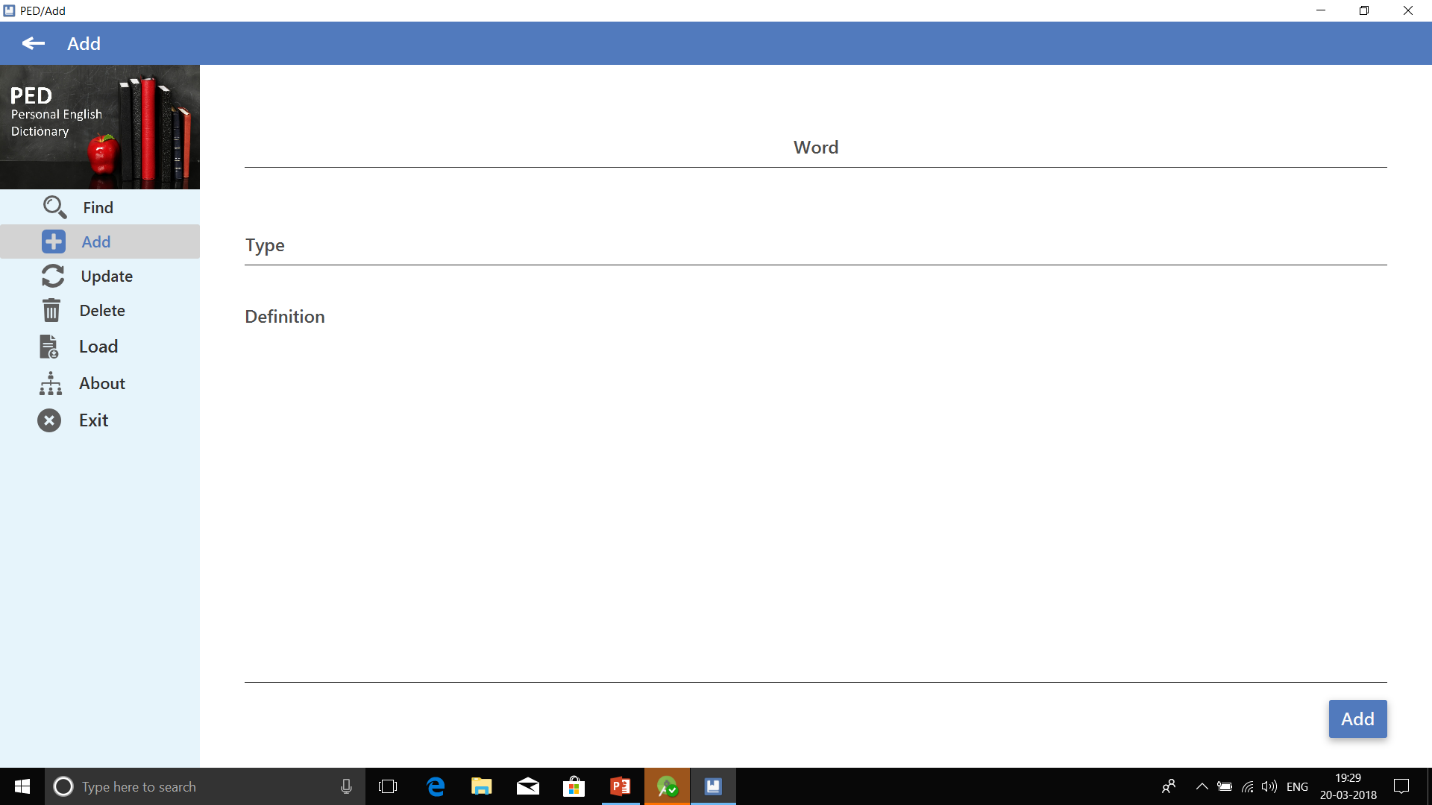 PED/Add
Add
PED
Personal English
Dictionary
Find
Add
Update
Delete
Load
About
Exit
Word
Type
Definition
Add
Type here to search
ENG
19:29
20-03-2018